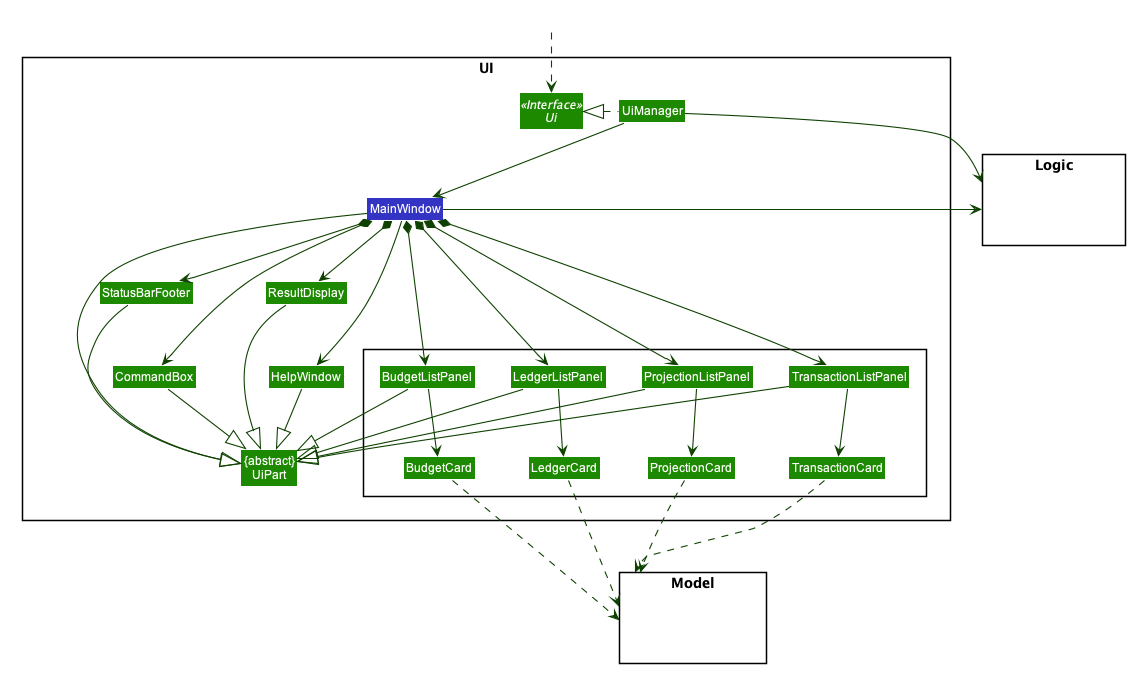 UI
«Interface»
Ui
UiManager
Logic
MainWindow
StatusBarFooter
ResultDisplay
CommandBox
HelpWindow
BudgetListPanel
LedgerListPanel
ProjectionListPanel
TransactionListPanel
{abstract}
UiPart
BudgetCard
LedgerCard
ProjectionCard
TransactionCard
Model